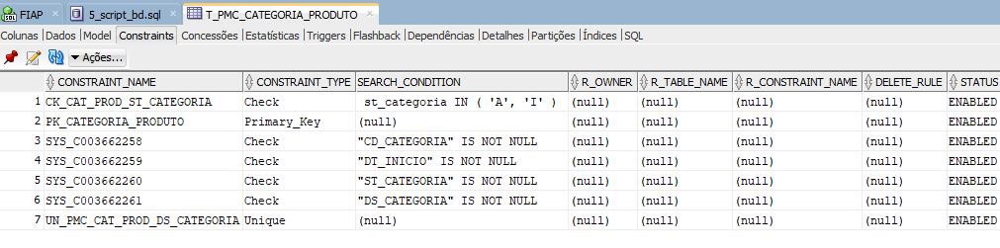 FIAP 5_script_bd.sql T_PMC_CATEGORIA_PRODUTO
Colunas Dados Model Constraints Concessões Estatísticas Triggers Flashback Dependências Detalhes Partições Índices SQL
Ações...
CONSTRAINT_NAME CONSTRAINT_TYPE SEARCH_CONDITION R_OWNER R_TABLE_NAME R_CONSTRAINT_NAME DELETE_RULE STATUS
1 CK_CAT_PROD_ST_CATEGORIA Check st_categoria IN ( 'A', 'I' ) (null) (null) (null) (null) ENABLED
2 PK_CATEGORIA_PRODUTO Primary_Key (null) (null) (null) (null) (null) ENABLED
3 SYS_C003662258 Check "CD_CATEGORIA" IS NOT NULL (null) (null) (null) (null) ENABLED
4 SYS_C003662259 Check "DT_INICIO" IS NOT NULL (null) (null) (null) (null) ENABLED
5 SYS_C003662260 Check "ST_CATEGORIA" IS NOT NULL (null) (null) (null) (null) ENABLED
6 SYS_C003662261 Check "DS_CATEGORIA" IS NOT NULL (null) (null) (null) (null) ENABLED
7 UN_PMC_CAT_PROD_DS_CATEGORIA Unique (null) (null) (null) (null) (null) ENABLED